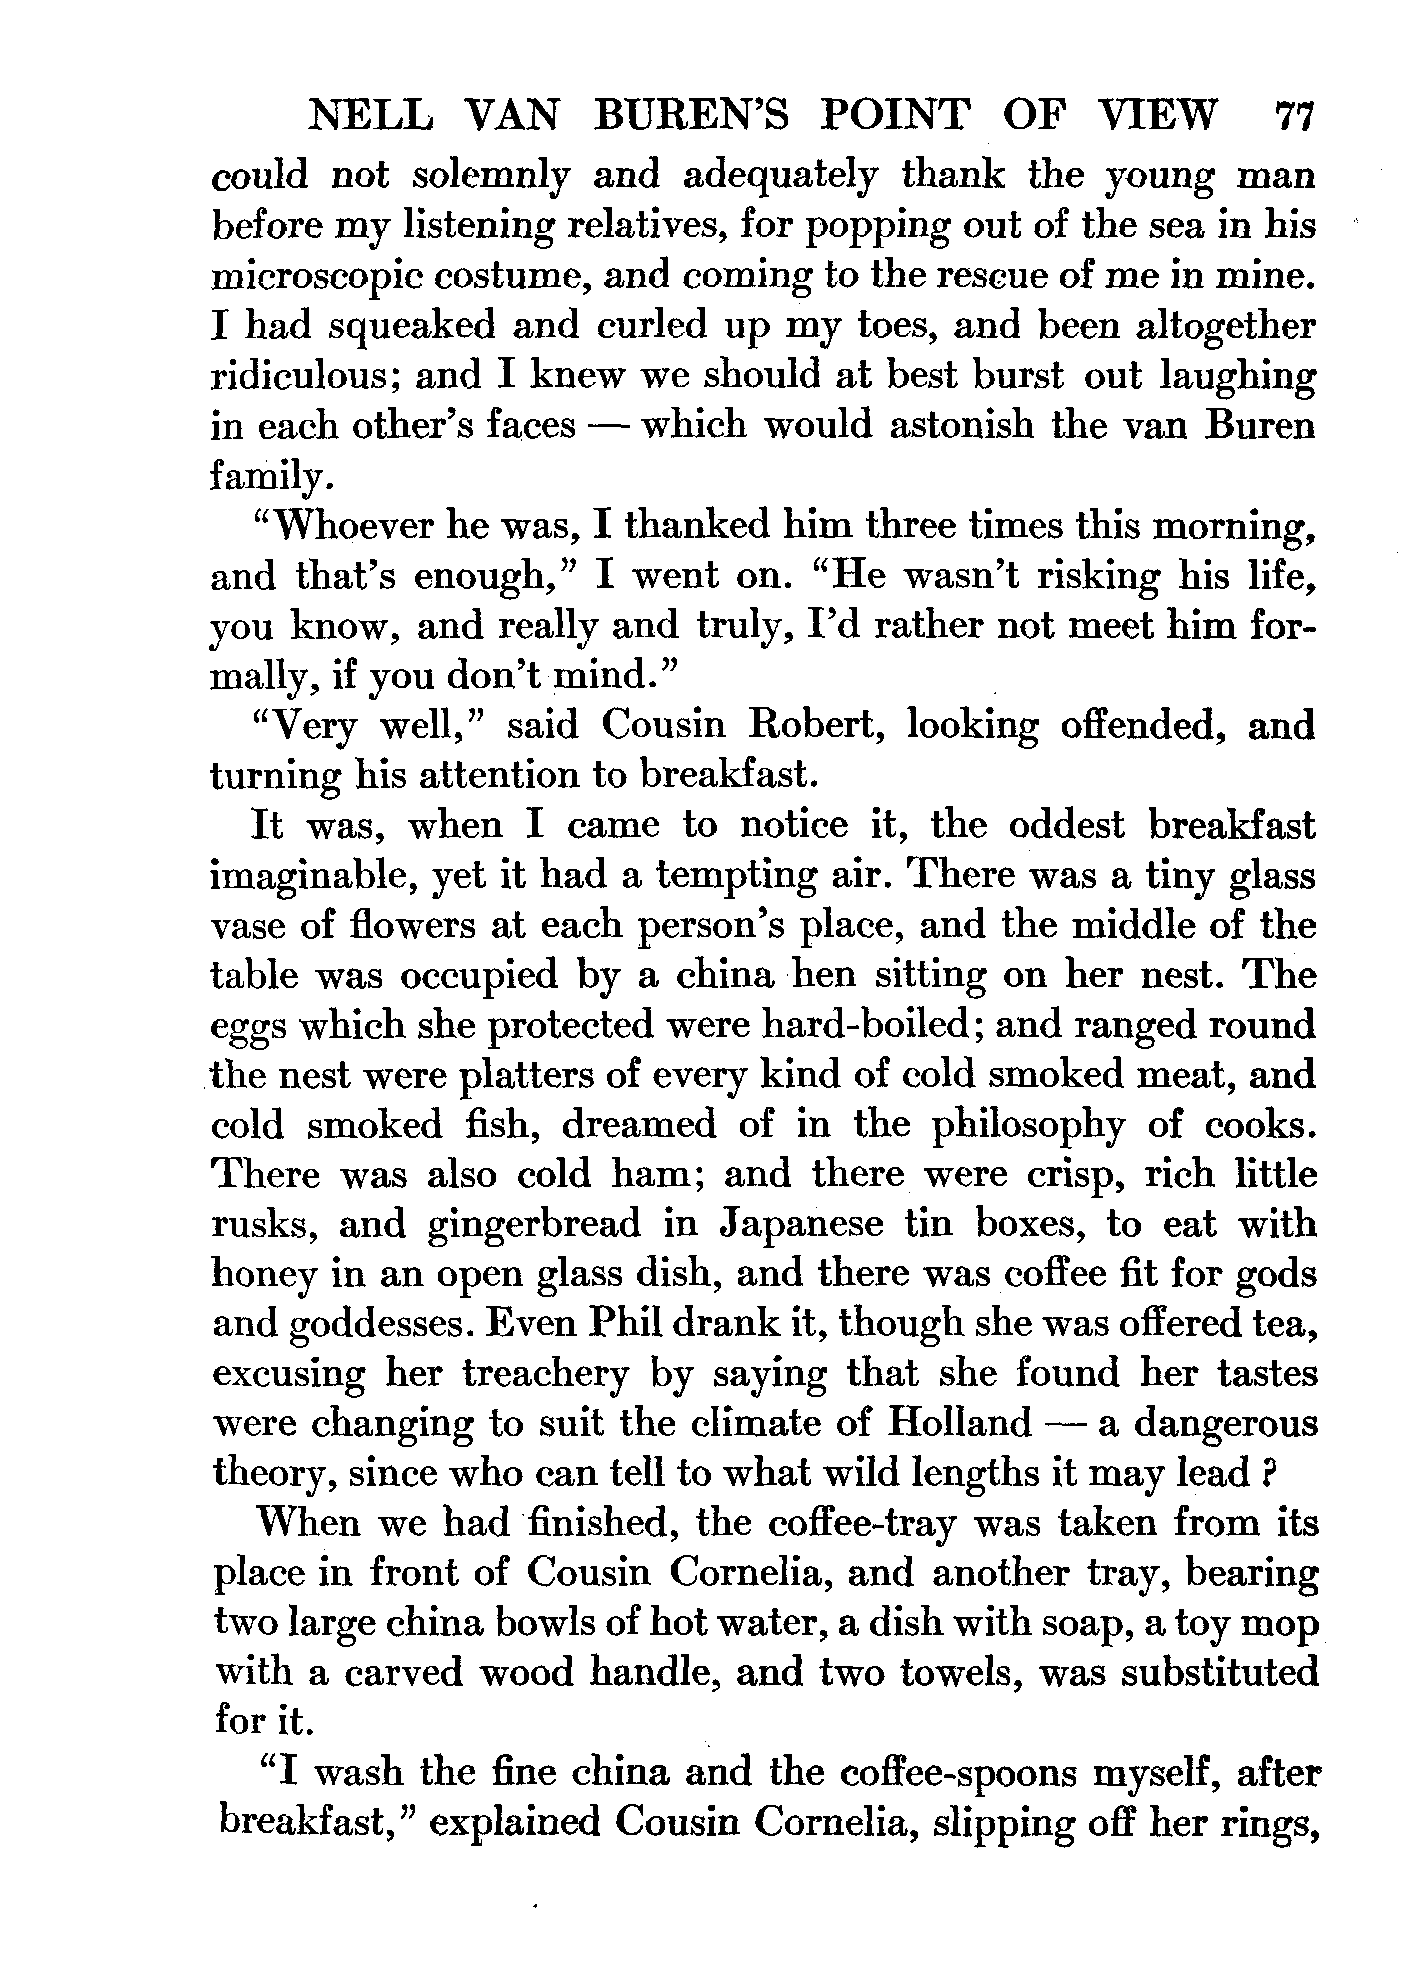 NELL VAN BUREN'S POINT OF VIEW 77
could not solemnly and adequately thank the young man
before my listening relatives, for popping out of the sea in his
microscopic costume, and coming to the rescue of me in mine.
I had squeaked and curled up my toes, and been altogether
ridiculous; and I knew we should at best burst out laughing
in each other's faces — which would astonish the van Buren
family.
"Whoever he was, I thanked him three times this morning,
and that's enough," I went on. "He wasn't risking his life,
you know, and really and truly, I'd rather not meet him for-
mally, if you don't mind."
"Very well," said Cousin Robert, looking offended, and
turning his attention to breakfast.
It was, when I came to notice it, the oddest breakfast
imaginable, yet it had a tempting air. There was a tiny glass
vase of flowers at each person's place, and the middle of the
table was occupied by a china hen sitting on her nest. The
eggs which she protected were hard-boiled; and ranged round
the nest were platters of every kind of cold smoked meat, and
cold smoked fish, dreamed of in the philosophy of cooks.
There was also cold ham; and there were crisp, rich little
rusks, and gingerbread in Japanese tin boxes, to eat with
honey in an open glass dish, and there was coffee fit for gods
and goddesses. Even Phil drank it, though she was offered tea,
excusing her treachery by saying that she found her tastes
were changing to suit the climate of Holland — a dangerous
theory, since who can tell to what wild lengths it may lead?
When we had finished, the coffee-tray was taken from its
place in front of Cousin Cornelia, and another tray, bearing
two large china bowls of hot water, a dish with soap, a toy mop
with a carved wood handle, and two towels, was substituted
for it.
"I wash the fine china and the coffee-spoons myself, after
breakfast," explained Cousin Cornelia, slipping off her rings,